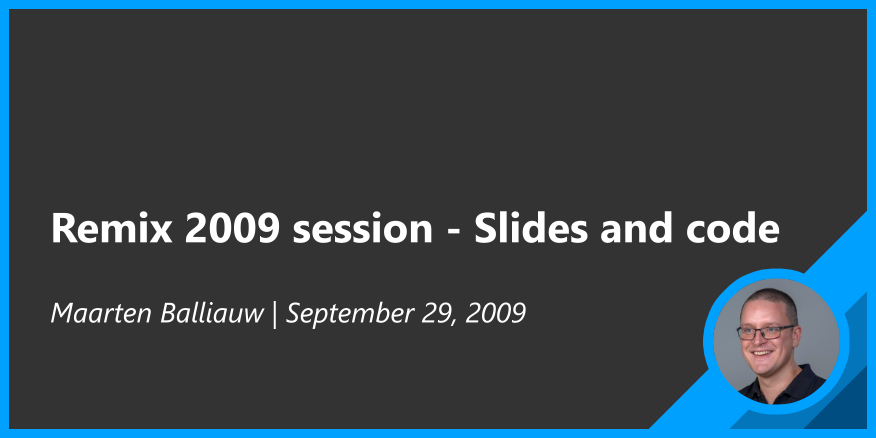 Remix 2009 session - Slides and code
Maarten Balliauw | September 29, 2009